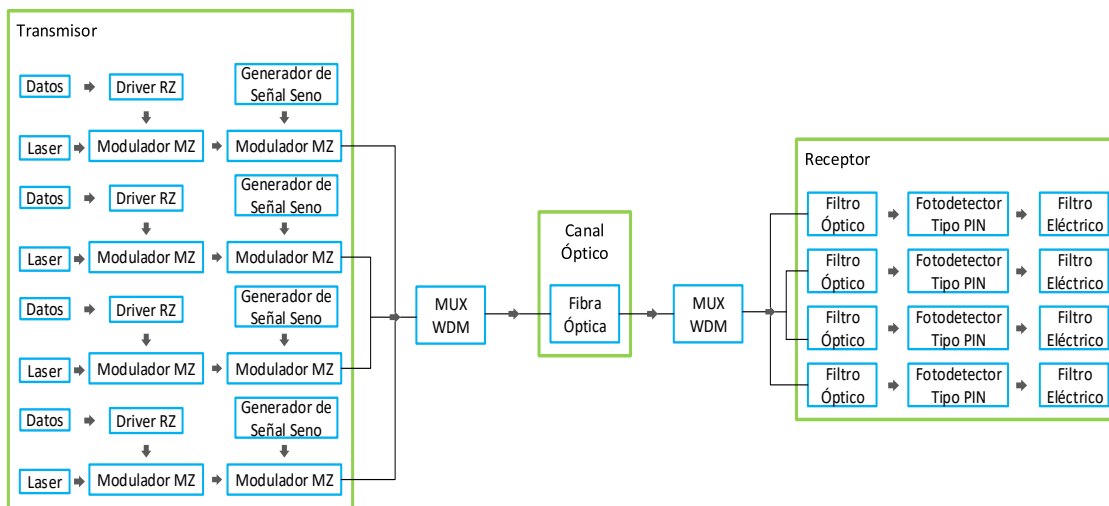 Transmisor
Datos
Driver RZ
Generador de
Señal Seno
Laser
Modulador MZ
Modulador MZ
Datos
Driver RZ
Generador de
Señal Seno
Laser
Modulador MZ
Modulador MZ
Datos
Driver RZ
Generador de
Señal Seno
Laser
Modulador MZ
Modulador MZ
Datos
Driver RZ
Generador de
Señal Seno
Laser
Modulador MZ
Modulador MZ
MUX
WDM
Canal
Óptico
Fibra
Óptica
MUX
WDM
Receptor
Filtro
Óptico
Fotodetector
Tipo PIN
Filtro
Eléctrico
Filtro
Óptico
Fotodetector
Tipo PIN
Filtro
Eléctrico
Filtro
Óptico
Fotodetector
Tipo PIN
Filtro
Eléctrico
Filtro
Óptico
Fotodetector
Tipo PIN
Filtro
Eléctrico